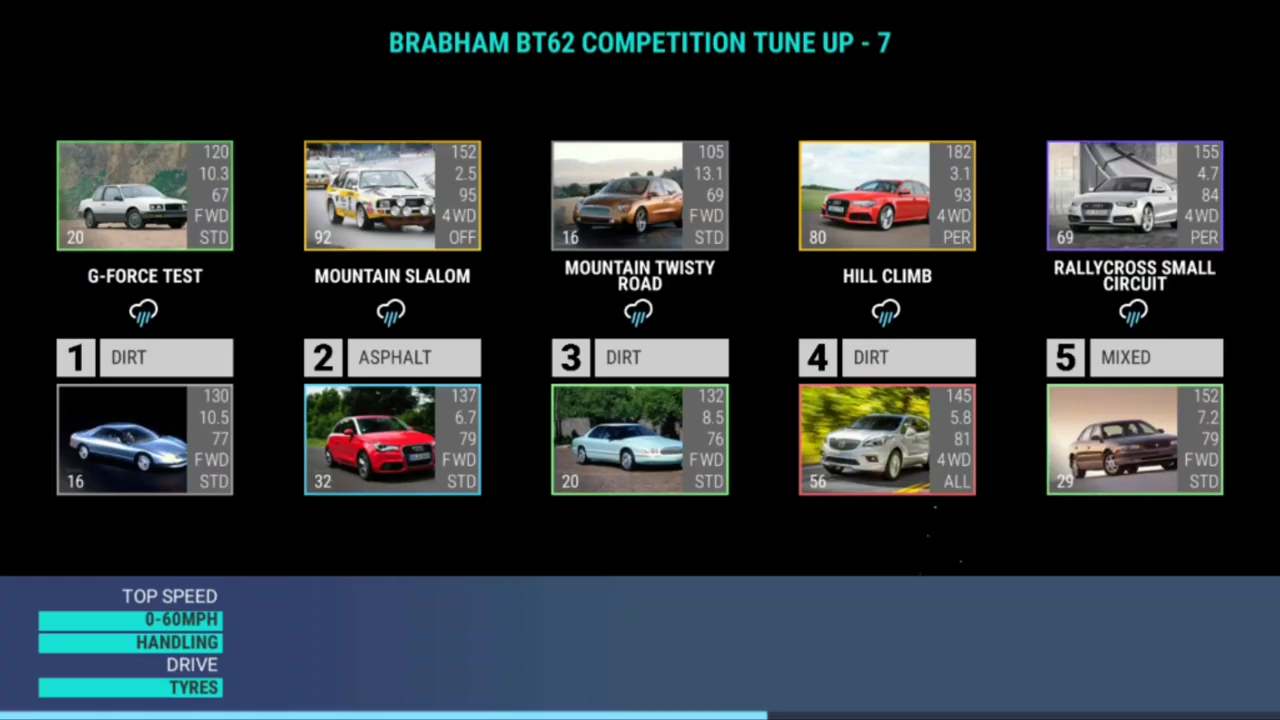 BRABHAM BT62 COMPETITION TUNE UP - 7
120
10.3
67
FWD
20 STD
152
2.5
95
4WD
92 OFF
105
13.1
69
FWD
16 STD
182
3.1
93
4WD
80 PER
155
4.7
84
4WD
69 PER
G-FORCE TEST
MOUNTAIN SLALOM
MOUNTAIN TWISTY
ROAD
HILL CLIMB
RALLYCROSS SMALL
CIRCUIT
1 DIRT
2 ASPHALT
3 DIRT
4 DIRT
5 MIXED
130
10.5
77
FWD
16 STD
137
6.7
79
FWD
32 STD
132
8.5
76
FWD
20 STD
145
5.8
81
4WD
56 ALL
152
7.2
79
FWD
29 STD
TOP SPEED
0-60MPH
HANDLING
DRIVE
TYRES